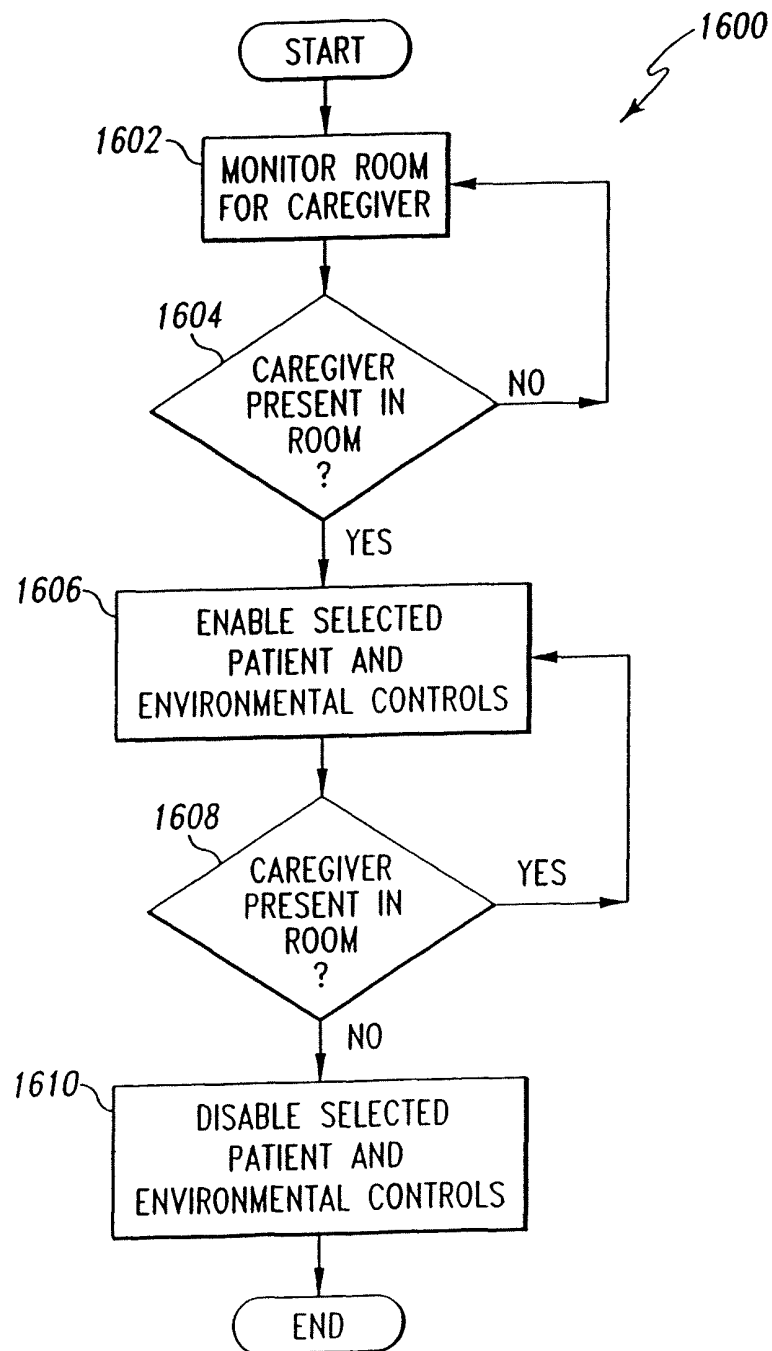 START
1600
1602
MONITOR ROOM
FOR CAREGIVER
1604
CAREGIVER
PRESENT IN
ROOM
?
NO
YES
1606
ENABLE SELECTED
PATIENT AND
ENVIRONMENTAL CONTROLS
1608
CAREGIVER
PRESENT IN
ROOM
?
YES
NO
1610
DISABLE SELECTED
PATIENT AND
ENVIRONMENTAL CONTROLS
END